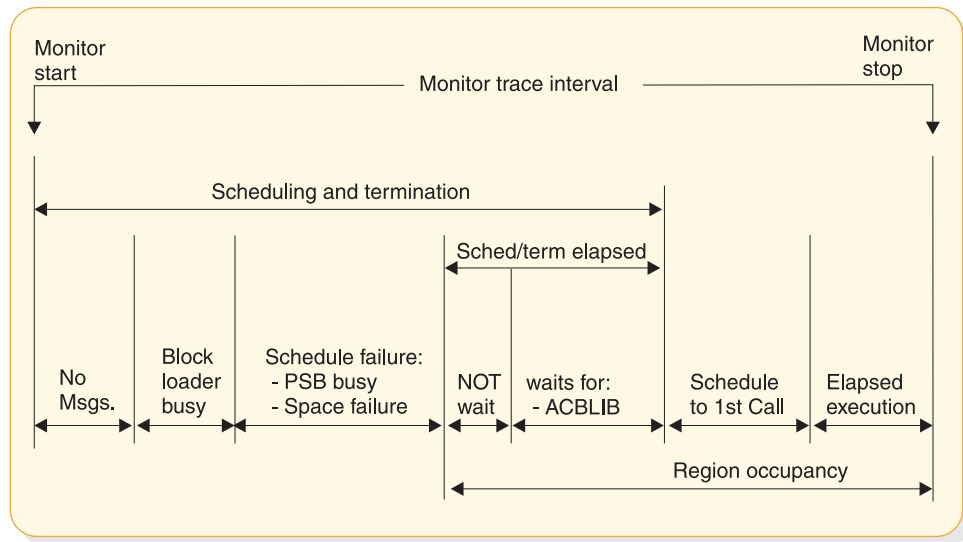 Monitor
start
Monitor
stop
Monitor trace interval
Scheduling and termination
Sched/term elapsed
No
Msgs.
Block
loader
busy
Schedule failure:
- PSB busy
- Space failure
NOT
wait
waits for:
- ACBLIB
Schedule
to 1st Call
Elapsed
execution
Region occupancy